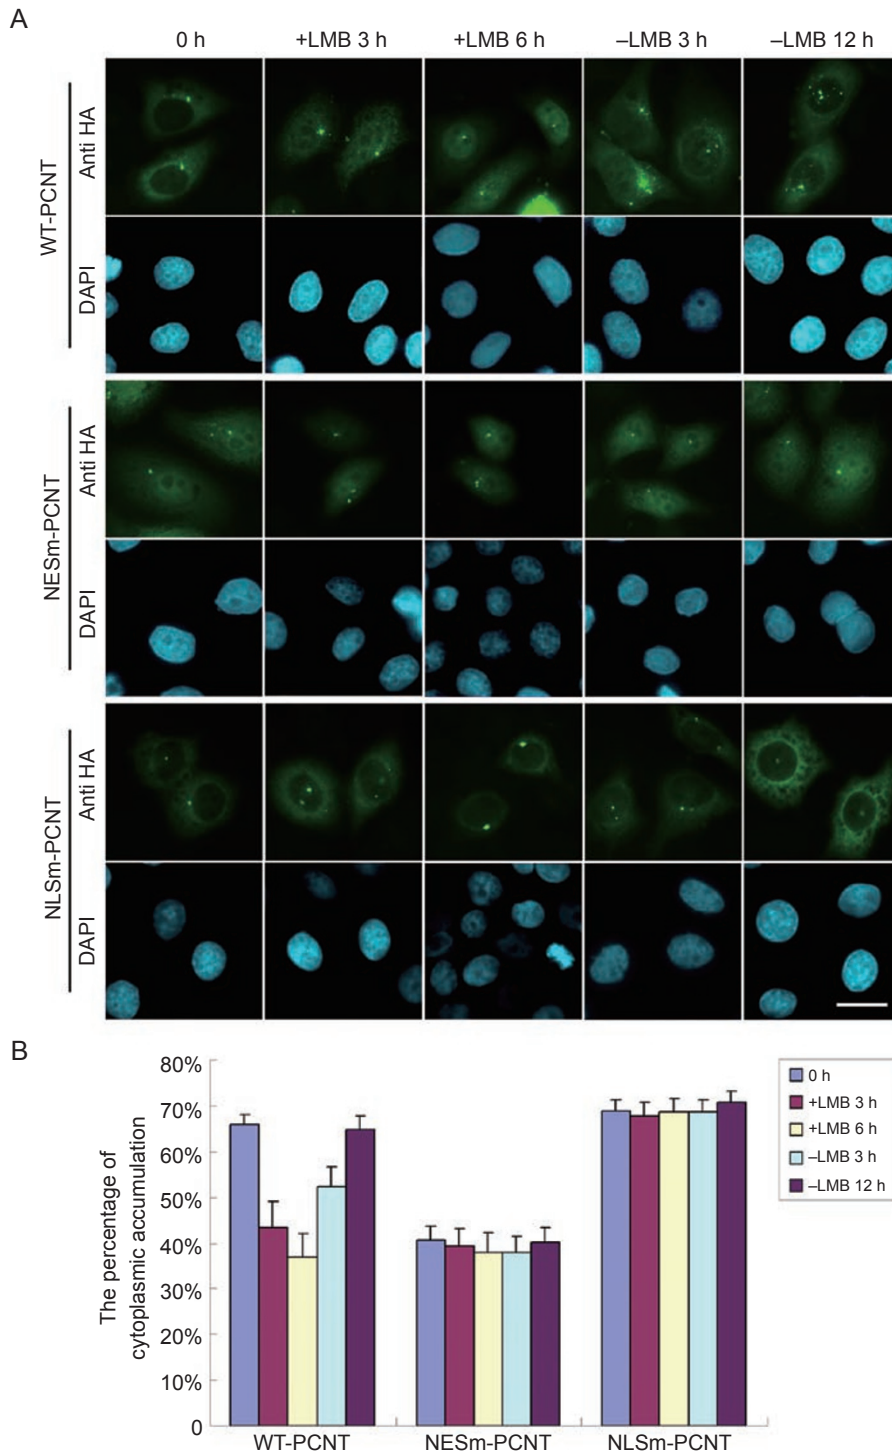 A
0 h
+LMB 3 h
+LMB 6 h
–LMB 3 h
–LMB 12 h
WT-PCNT
Anti HA
DAPI
NESm-PCNT
Anti HA
DAPI
NLSm-PCNT
Anti HA
DAPI
B
The percentage of
cytoplasmic accumulation
80%
70%
60%
50%
40%
30%
20%
10%
0
WT-PCNT
NESm-PCNT
NLSm-PCNT
0 h
+LMB 3 h
+LMB 6 h
–LMB 3 h
–LMB 12 h